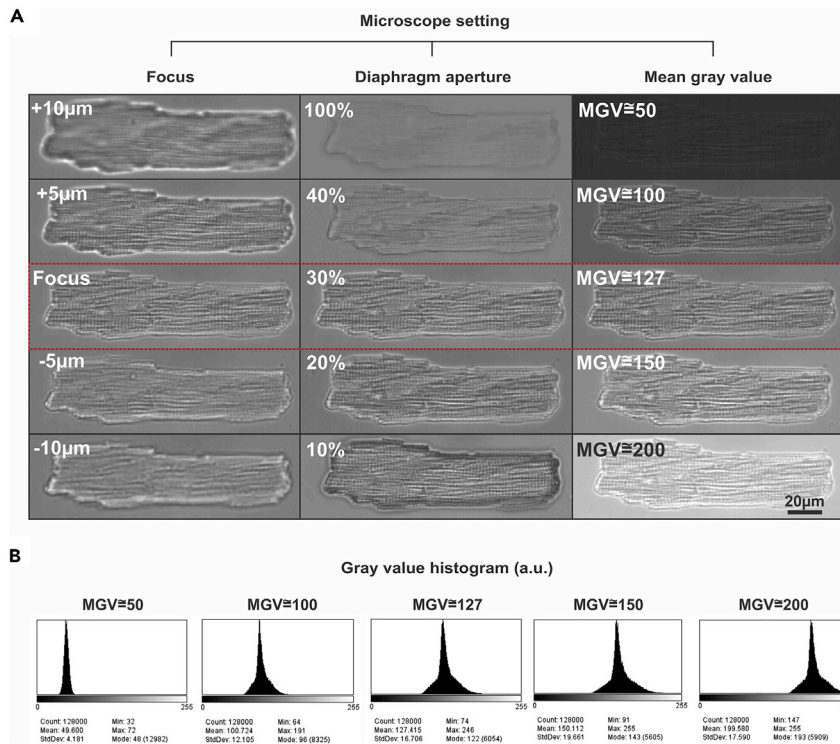 A
Microscope setting
Focus Diaphragm aperture Mean gray value
+10µm 100% MGV≅50
+5µm 40% MGV≅100
Focus 30% MGV≅127
-5µm 20% MGV≅150
-10µm 10% MGV≅200
20µm
B
Gray value histogram (a.u.)
MGV≅50 MGV≅100 MGV≅127 MGV≅150 MGV≅200
0 255 0 255 0 255 0 255 0 255
Count: 128000 Min: 32 Count: 128000 Min: 64 Count: 128000 Min: 74 Count: 128000 Min: 91 Count: 128000 Min: 147
Mean: 49.600 Max: 72 Mean: 100.724 Max: 191 Mean: 127.415 Max: 246 Mean: 150.112 Max: 255 Mean: 199.580 Max: 255
StdDev: 4.181 Mode: 48 (12982) StdDev: 12.105 Mode: 96 (8325) StdDev: 16.706 Mode: 122 (6054) StdDev: 19.661 Mode: 143 (5605) StdDev: 17.590 Mode: 193 (5909)